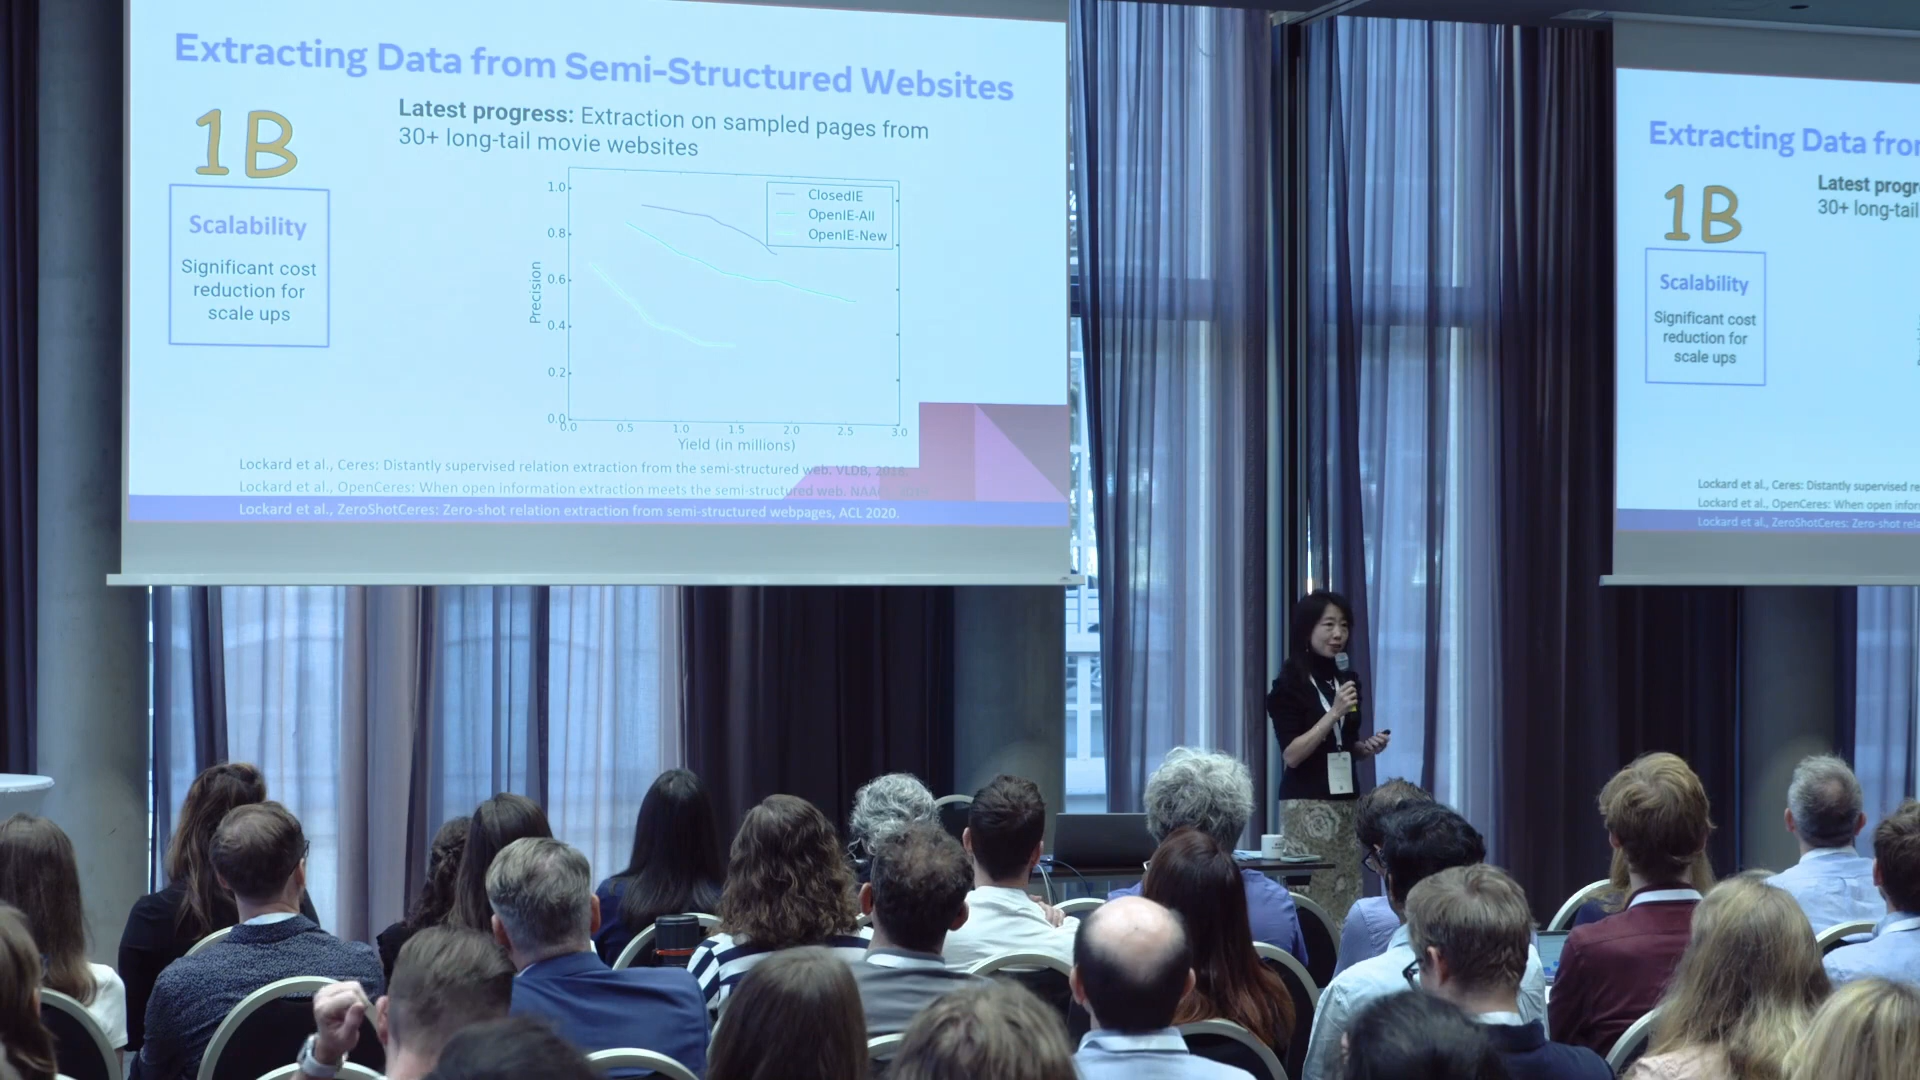 Extracting Data from Semi-Structured Websites
1B
Latest progress: Extraction on sampled pages from
30+ long-tail movie websites
Scalability
Significant cost
reduction for
scale ups
ClosedIE
OpenIE-All
OpenIE-New
1.0
0.8
0.6
0.4
0.2
0.0
Precision
0.0 0.5 1.0 1.5 2.0 2.5 3.0
Yield (in millions)
Lockard et al., Ceres: Distantly supervised relation extraction from the semi-structured web. VLDB, 2018.
Lockard et al., OpenCeres: When open information extraction meets the semi-structured web.
Lockard et al., ZeroShotCeres: Zero-shot relation extraction from semi-structured webpages, ACL 2020.
Extracting Data from
1B
Latest progr
30+ long-tail
Scalability
Significant cost
reduction for
scale ups
Lockard et al., Ceres: Distantly supervised re
Lockard et al., OpenCeres: When open infor
Lockard et al., ZeroShotCeres: Zero-shot rela